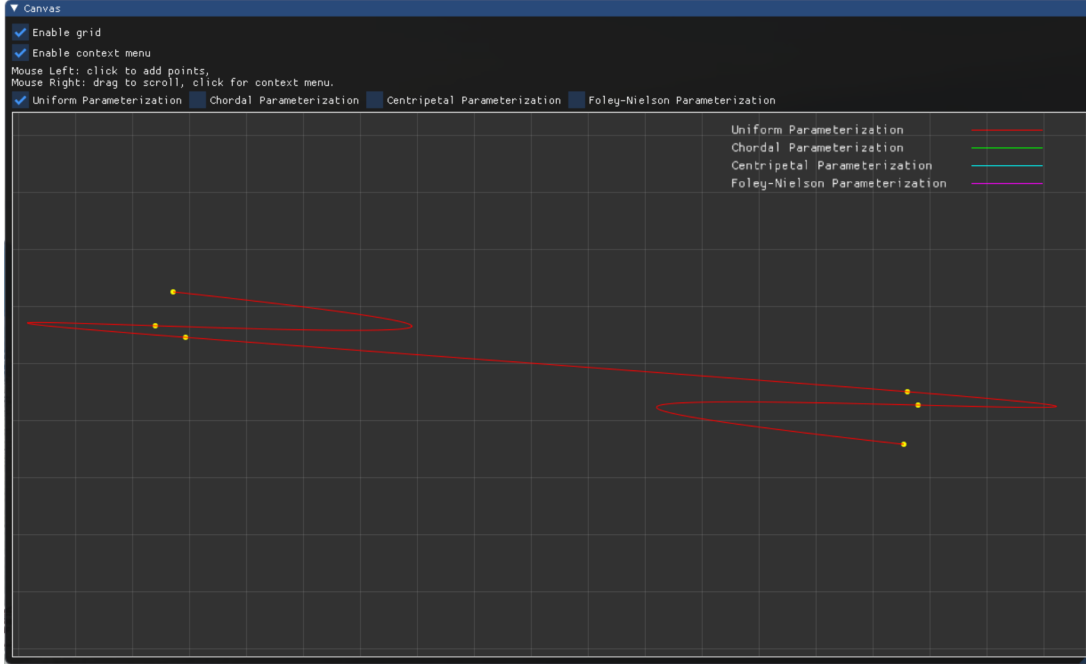 Canvas
Enable grid
Enable context menu
Mouse Left: click to add points,
Mouse Right: drag to scroll, click for context menu.
Uniform Parameterization Chordal Parameterization Centripetal Parameterization Foley-Nielson Parameterization
Uniform Parameterization
Chordal Parameterization
Centripetal Parameterization
Foley-Nielson Parameterization